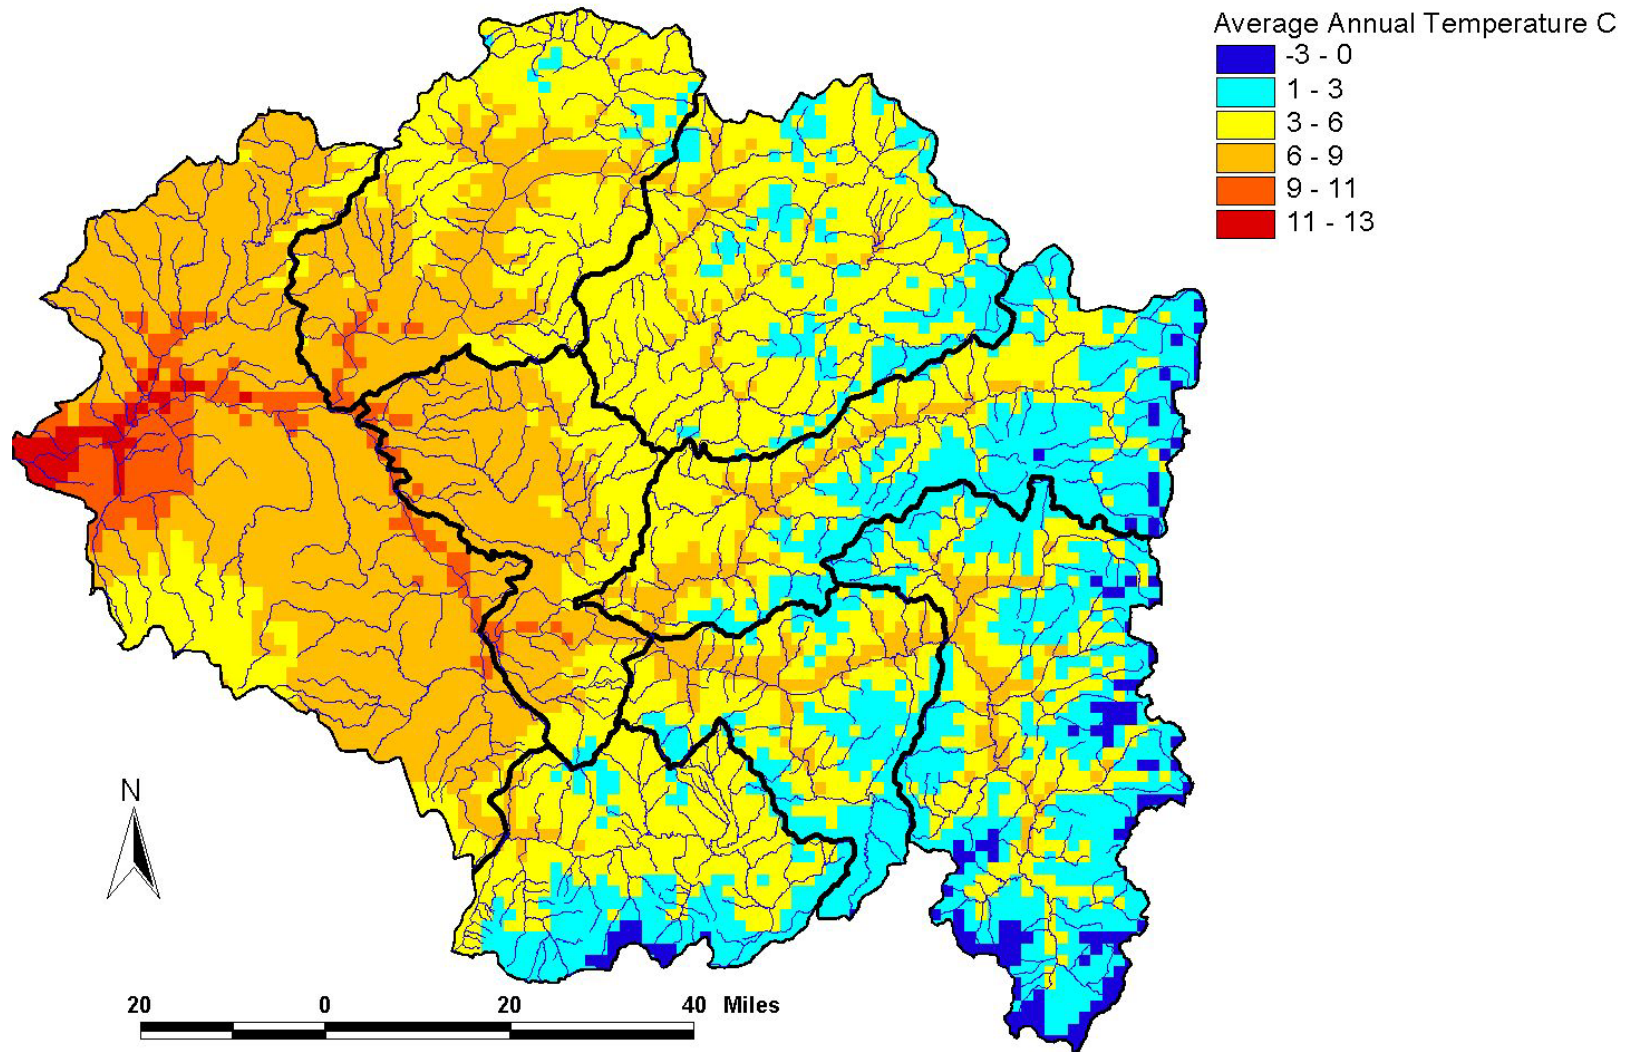 Average Annual Temperature C
-3 - 0
1 - 3
3 - 6
6 - 9
9 - 11
11 - 13
N
20 0 20 40 Miles